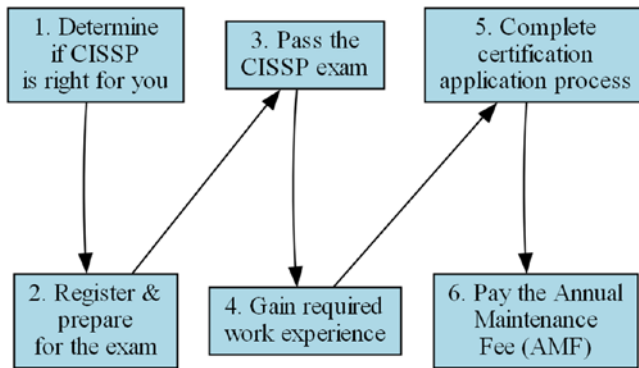 1. Determine
if CISSP
is right for you
2. Register &
prepare
for the exam
3. Pass the
CISSP exam
4. Gain required
work experience
5. Complete
certification
application process
6. Pay the Annual
Maintenance
Fee (AMF)